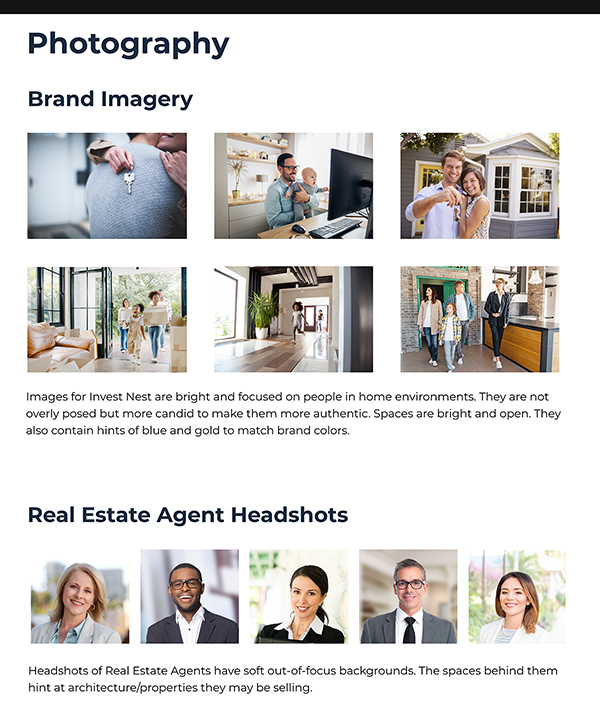 Photography
Brand Imagery
Images for Invest Nest are bright and focused on people in home environments. They are not
overly posed but more candid to make them more authentic. Spaces are bright and open. They
also contain hints of blue and gold to match brand colors.
Real Estate Agent Headshots
Headshots of Real Estate Agents have soft out-of-focus backgrounds. The spaces behind them
hint at architecture/properties they may be selling.